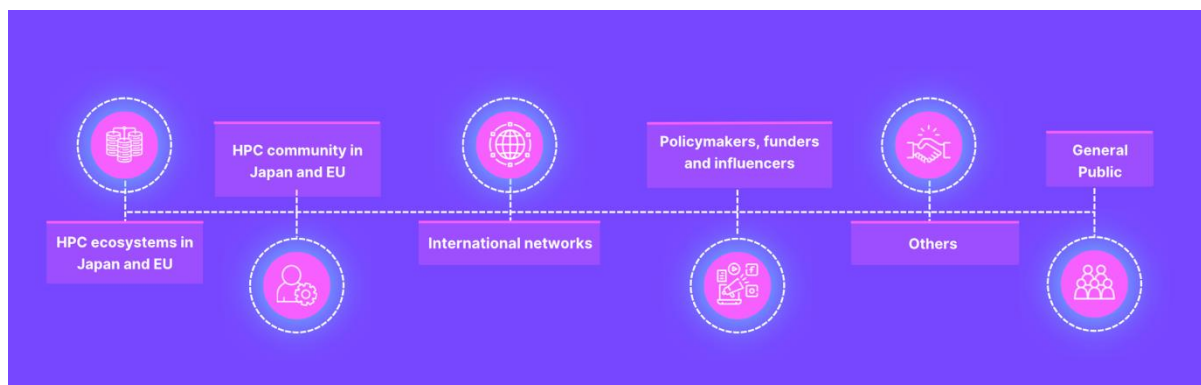 HPC ecosystems in
Japan and EU
HPC community in
Japan and EU
International networks
Policymakers, funders
and influencers
Others
General
Public